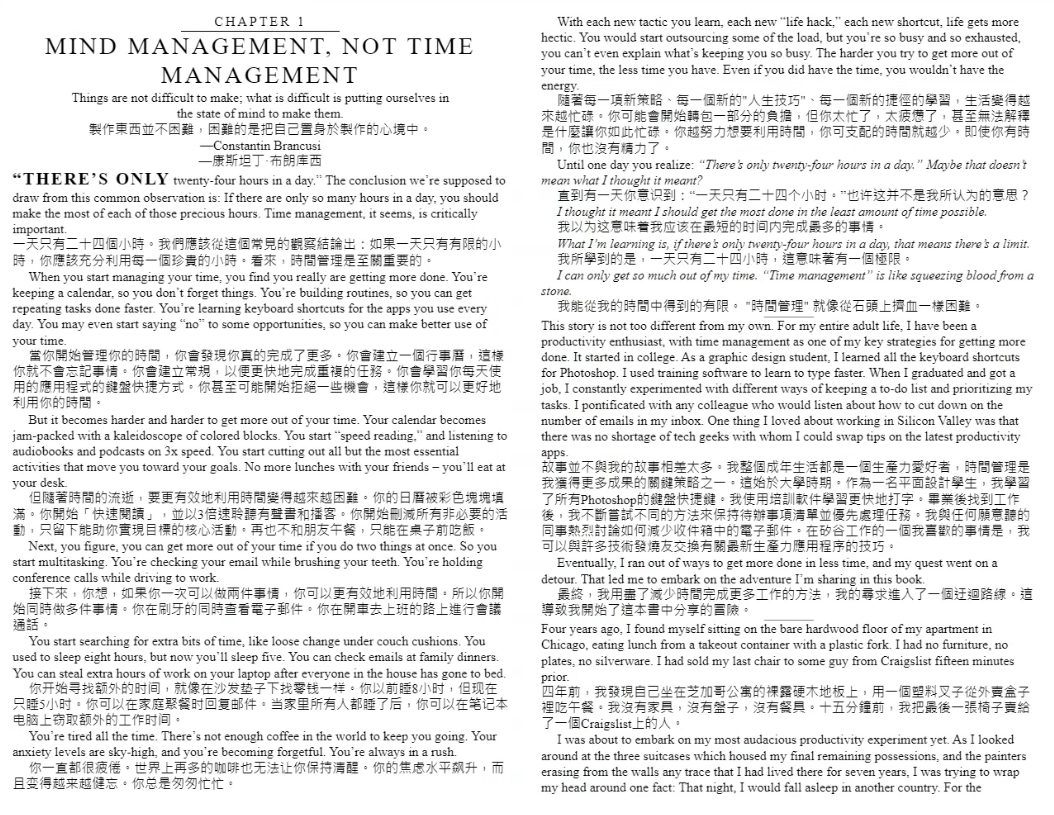 CHAPTER 1
MIND MANAGEMENT, NOT TIME
MANAGEMENT
Things are not difficult to make; what is difficult is putting ourselves in
the state of mind to make them.
製作東西並不困難，困難的是把自己置身於製作的心境中。
—Constantin Brancusi
—康斯坦丁·布朗庫西
“THERE’S ONLY twenty-four hours in a day.” The conclusion we’re supposed to
draw from this common observation is: If there are only so many hours in a day, you should
make the most of each of those precious hours. Time management, it seems, is critically
important.
一天只有二十四個小時。我們應該從這個常見的觀察結論出：如果一天只有有限的小
時，你應該充分利用每一個珍貴的小時。看來，時間管理是至關重要的。
When you start managing your time, you find you really are getting more done. You’re
keeping a calendar, so you don’t forget things. You’re building routines, so you can get
repeating tasks done faster. You’re learning keyboard shortcuts for the apps you use every
day. You may even start saying “no” to some opportunities, so you can make better use of
your time.
當你開始管理你的時間，你會發現你真的完成了更多。你會建立一個行事曆，這樣
你就不會忘記事情。你會建立常規，以便更快地完成重複的任務。你會學習你每天使
用的應用程式的鍵盤快捷方式。你甚至可能開始拒絕一些機會，這樣你就可以更好地
利用你的時間。
But it becomes harder and harder to get more out of your time. Your calendar becomes
jam-packed with a kaleidoscope of colored blocks. You start “speed reading,” and listening to
audiobooks and podcasts on 3x speed. You start cutting out all but the most essential
activities that move you toward your goals. No more lunches with your friends – you’ll eat at
your desk.
但隨著時間的流逝，要更有效地利用時間變得越來越困難。你的日曆被彩色塊塊填
滿。你開始「快速閱讀」，並以3倍速聆聽有聲書和播客。你開始刪減所有非必要的活
動，只留下能助你實現目標的核心活動。再也不和朋友午餐，只能在桌子前吃飯。
Next, you figure, you can get more out of your time if you do two things at once. So you
start multitasking. You’re checking your email while brushing your teeth. You’re holding
conference calls while driving to work.
接下來，你想，如果你一次可以做兩件事情，你可以更有效地利用時間。所以你開
始同時做多件事情。你在刷牙的同時查看電子郵件。你在開車去上班的路上進行會議
通話。
You start searching for extra bits of time, like loose change under couch cushions. You
used to sleep eight hours, but now you’ll sleep five. You can check emails at family dinners.
You can steal extra hours of work on your laptop after everyone in the house has gone to bed.
你开始寻找额外的时间，就像在沙发垫子下找零钱一样。你以前睡8小时，但现在
只睡5小时。你可以在家庭聚餐时回复邮件。当家里所有人都睡了后，你可以在笔记本
电脑上窃取额外的工作时间。
You’re tired all the time. There’s not enough coffee in the world to keep you going. Your
anxiety levels are sky-high, and you’re becoming forgetful. You’re always in a rush.
你一直都很疲倦。世界上再多的咖啡也无法让你保持清醒。你的焦虑水平飙升，而
且变得越来越健忘。你总是匆匆忙忙。
With each new tactic you learn, each new “life hack,” each new shortcut, life gets more
hectic. You would start outsourcing some of the load, but you’re so busy and so exhausted,
you can’t even explain what’s keeping you so busy. The harder you try to get more out of
your time, the less time you have. Even if you did have the time, you wouldn’t have the
energy.
隨著每一項新策略、每一個新的"人生技巧"、每一個新的捷徑的學習，生活變得越
來越忙碌。你可能會開始轉包一部分的負擔，但你太忙了，太疲憊了，甚至無法解釋
是什麼讓你如此忙碌。你越努力想要利用時間，你可支配的時間就越少。即使你有時
間，你也沒有精力了。
Until one day you realize: “There’s only twenty-four hours in a day.” Maybe that doesn’t
mean what I thought it meant?
直到有一天你意识到：“一天只有二十四个小时。”也许这并不是我所认为的意思？
I thought it meant I should get the most done in the least amount of time possible.
我以为这意味着我应该在最短的时间内完成最多的事情。
What I’m learning is, if there’s only twenty-four hours in a day, that means there’s a limit.
我所學到的是，一天只有二十四小時，這意味著有一個極限。
I can only get so much out of my time. “Time management” is like squeezing blood from a
stone.
我能從我的時間中得到的有限。 "時間管理" 就像從石頭上擠血一樣困難。
This story is not too different from my own. For my entire adult life, I have been a
productivity enthusiast, with time management as one of my key strategies for getting more
done. It started in college. As a graphic design student, I learned all the keyboard shortcuts
for Photoshop. I used training software to learn to type faster. When I graduated and got a
job, I constantly experimented with different ways of keeping a to-do list and prioritizing my
tasks. I pontificated with any colleague who would listen about how to cut down on the
number of emails in my inbox. One thing I loved about working in Silicon Valley was that
there was no shortage of tech geeks with whom I could swap tips on the latest productivity
apps.
故事並不與我的故事相差太多。我整個成年生活都是一個生產力愛好者，時間管理是
我獲得更多成果的關鍵策略之一。這始於大學時期。作為一名平面設計學生，我學習
了所有Photoshop的鍵盤快捷鍵。我使用培訓軟件學習更快地打字。畢業後找到工作
後，我不斷嘗試不同的方法來保持待辦事項清單並優先處理任務。我與任何願意聽的
同事熱烈討論如何減少收件箱中的電子郵件。在矽谷工作的一個我喜歡的事情是，我
可以與許多技術發燒友交換有關最新生產力應用程序的技巧。
Eventually, I ran out of ways to get more done in less time, and my quest went on a
detour. That led me to embark on the adventure I’m sharing in this book.
最終，我用盡了減少時間完成更多工作的方法，我的尋求進入了一個迂迴路線。這
導致我開始了這本書中分享的冒險。
Four years ago, I found myself sitting on the bare hardwood floor of my apartment in
Chicago, eating lunch from a takeout container with a plastic fork. I had no furniture, no
plates, no silverware. I had sold my last chair to some guy from Craigslist fifteen minutes
prior.
四年前，我發現自己坐在芝加哥公寓的裸露硬木地板上，用一個塑料叉子從外賣盒子
裡吃午餐。我沒有家具，沒有盤子，沒有餐具。十五分鐘前，我把最後一張椅子賣給
了一個Craigslist上的人。
I was about to embark on my most audacious productivity experiment yet. As I looked
around at the three suitcases which housed my final remaining possessions, and the painters
erasing from the walls any trace that I had lived there for seven years, I was trying to wrap
my head around one fact: That night, I would fall asleep in another country. For the